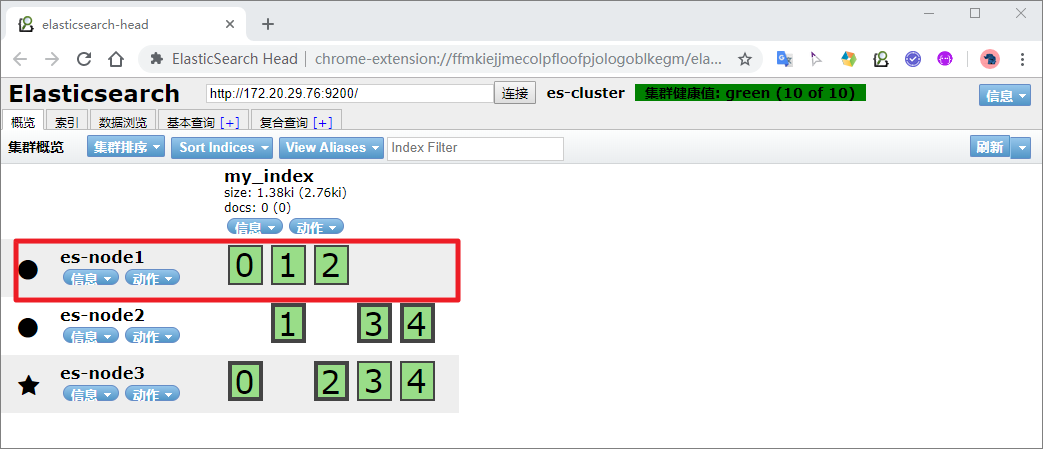 elasticsearch-head
ElasticSearch Head chrome-extension://ffmkiejjmecolpfloofpjologoblkegm/ela...
Elasticsearch http://172.20.29.76:9200/ 连接 es-cluster 集群健康值: green (10 of 10) 信息
概览 索引 数据浏览 基本查询 [+] 复合查询 [+]
集群概览 集群排序 Sort Indices View Aliases Index Filter 刷新
my_index
size: 1.38ki (2.76ki)
docs: 0 (0)
信息 动作
es-node1 0 1 2
信息 动作
es-node2 1 3 4
信息 动作
es-node3 0 2 3 4
信息 动作